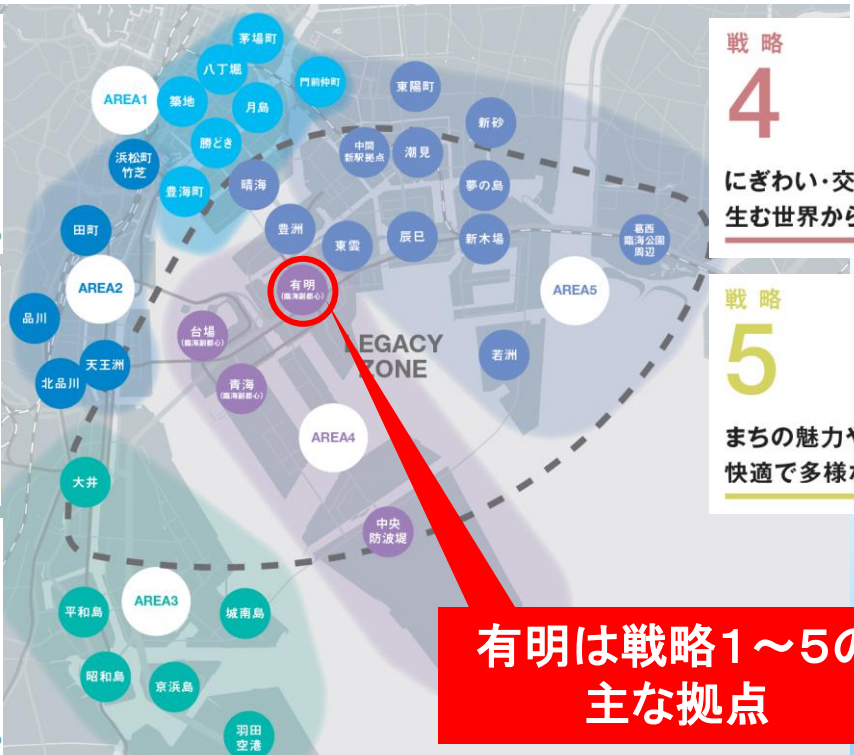 茅場町
八丁堀
門前仲町
AREA1
築地
月島
東陽町
勝どき
新砂
浜松町
竹芝
中間
新駅拠点
潮見
豊海町
晴海
夢の島
田町
豊洲
東雲
辰巳
新木場
葛西
臨海公園
周辺
AREA2
有明
(臨海副都心)
AREA5
品川
台場
(臨海副都心)
LEGACY
ZONE
天王洲
北品川
若洲
青海
(臨海副都心)
AREA4
大井
中央
防波堤
AREA3
平和島
城南島
昭和島
京浜島
羽田
空港
戦略
4
にぎわい・交
生む世界から
戦略
5
まちの魅力や
快適で多様な
有明は戦略1~5の
主な拠点